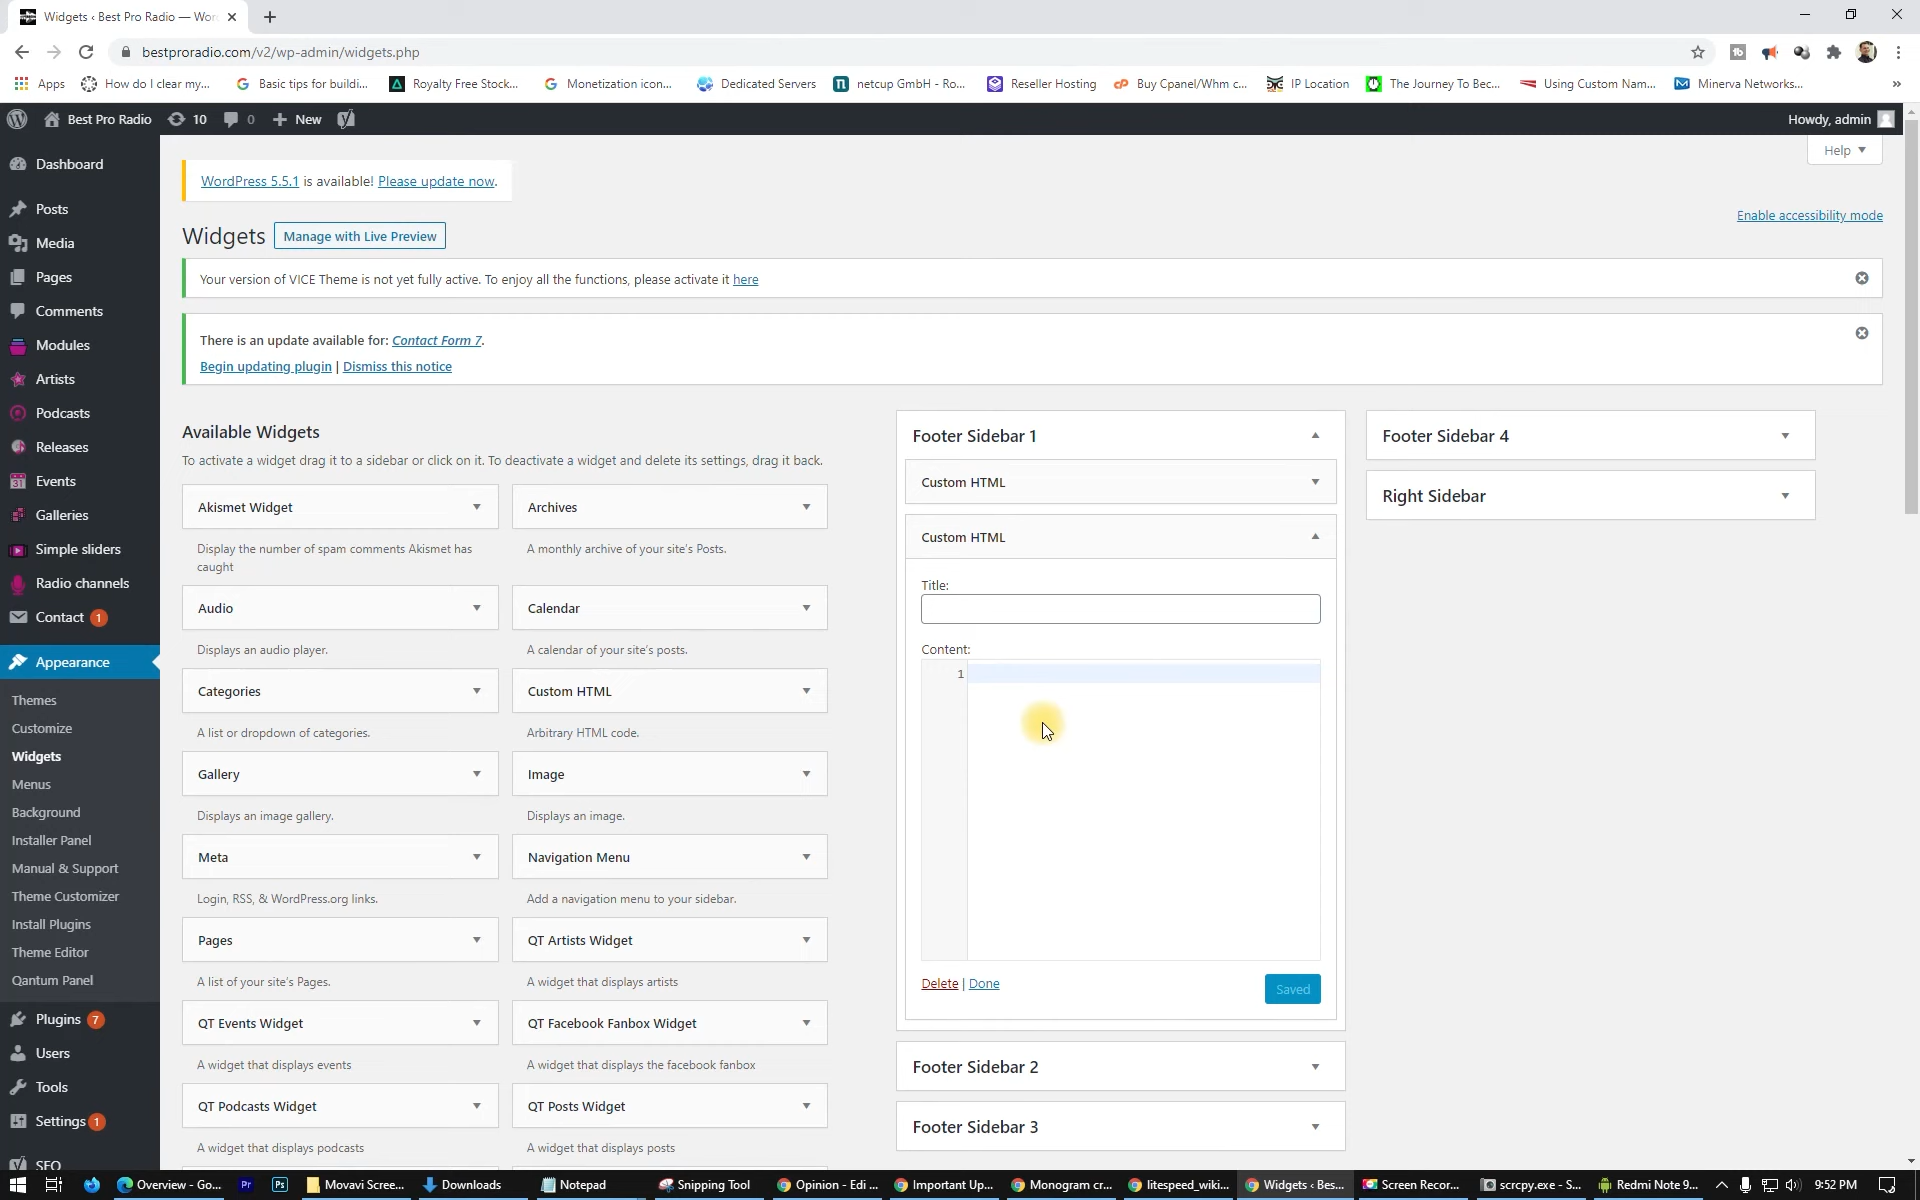 Widgets ‹ Best Pro Radio — Wor
bestproradio.com/v2/wp-admin/widgets.php
Apps
How do I clear my...
Basic tips for buildi...
Royalty Free Stock...
Monetization icon...
Dedicated Servers
netcup GmbH - Ro...
Reseller Hosting
Buy Cpanel/Whm c...
IP Location
The Journey To Bec...
Using Custom Nam...
Minerva Networks...
»
Best Pro Radio
10
0
New
Howdy, admin
Help
Dashboard
Posts
Media
Pages
Comments
Modules
Artists
Podcasts
Releases
Events
Galleries
Simple sliders
Radio channels
Contact 1
Appearance
Themes
Customize
Widgets
Menus
Background
Installer Panel
Manual & Support
Theme Customizer
Install Plugins
Theme Editor
Qantum Panel
Plugins 7
Users
Tools
Settings 1
SEO
WordPress 5.5.1 is available! Please update now.
Enable accessibility mode
Widgets
Manage with Live Preview
Your version of VICE Theme is not yet fully active. To enjoy all the functions, please activate it here
There is an update available for: Contact Form 7.
Begin updating plugin | Dismiss this notice
Available Widgets
To activate a widget drag it to a sidebar or click on it. To deactivate a widget and delete its settings, drag it back.
Akismet Widget
Display the number of spam comments Akismet has
caught
Archives
A monthly archive of your site's Posts.
Audio
Displays an audio player.
Calendar
A calendar of your site's posts.
Categories
A list or dropdown of categories.
Custom HTML
Arbitrary HTML code.
Gallery
Displays an image gallery.
Image
Displays an image.
Meta
Login, RSS, & WordPress.org links.
Navigation Menu
Add a navigation menu to your sidebar.
Pages
A list of your site's Pages.
QT Artists Widget
A widget that displays artists
QT Events Widget
A widget that displays events
QT Facebook Fanbox Widget
A widget that displays the facebook fanbox
QT Podcasts Widget
A widget that displays podcasts
QT Posts Widget
A widget that displays posts
Footer Sidebar 1
Custom HTML
Custom HTML
Title:
Content:
1
Delete | Done
Saved
Footer Sidebar 2
Footer Sidebar 3
Footer Sidebar 4
Right Sidebar
Overview - Go...
Pr
Ps
Movavi Scree...
Downloads
Notepad
Snipping Tool
Opinion - Edi ...
Important Up...
Monogram cr...
litespeed_wiki...
Widgets ‹ Bes...
Screen Recor...
scrcpy.exe - S...
Redmi Note 9...
9:52 PM